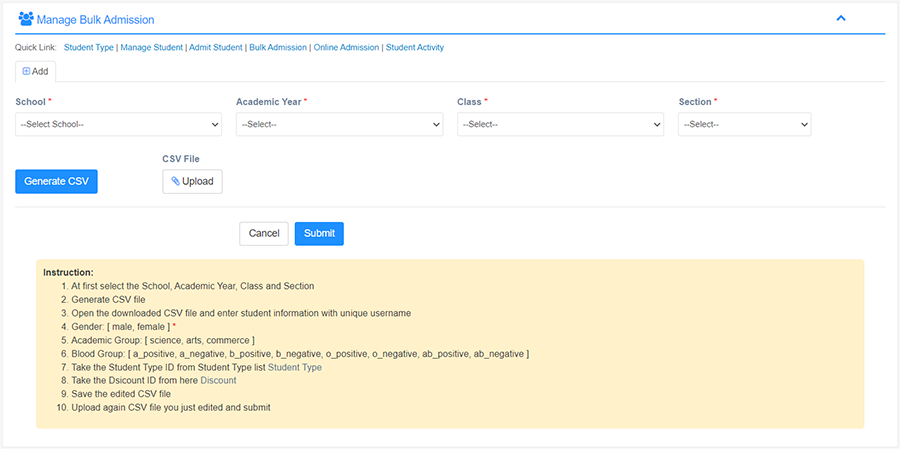 Manage Bulk Admission
Quick Link: Student Type | Manage Student | Admit Student | Bulk Admission | Online Admission | Student Activity
Add
School * Academic Year * Class * Section *
--Select School-- --Select-- --Select-- --Select--
CSV File
Generate CSV Upload
Cancel Submit
Instruction:
1. At first select the School, Academic Year, Class and Section
2. Generate CSV file
3. Open the downloaded CSV file and enter student information with unique username
4. Gender: [ male, female ] *
5. Academic Group: [ science, arts, commerce ]
6. Blood Group: [ a_positive, a_negative, b_positive, b_negative, o_positive, o_negative, ab_positive, ab_negative ]
7. Take the Student Type ID from Student Type list Student Type
8. Take the Dsicount ID from here Discount
9. Save the edited CSV file
10. Upload again CSV file you just edited and submit